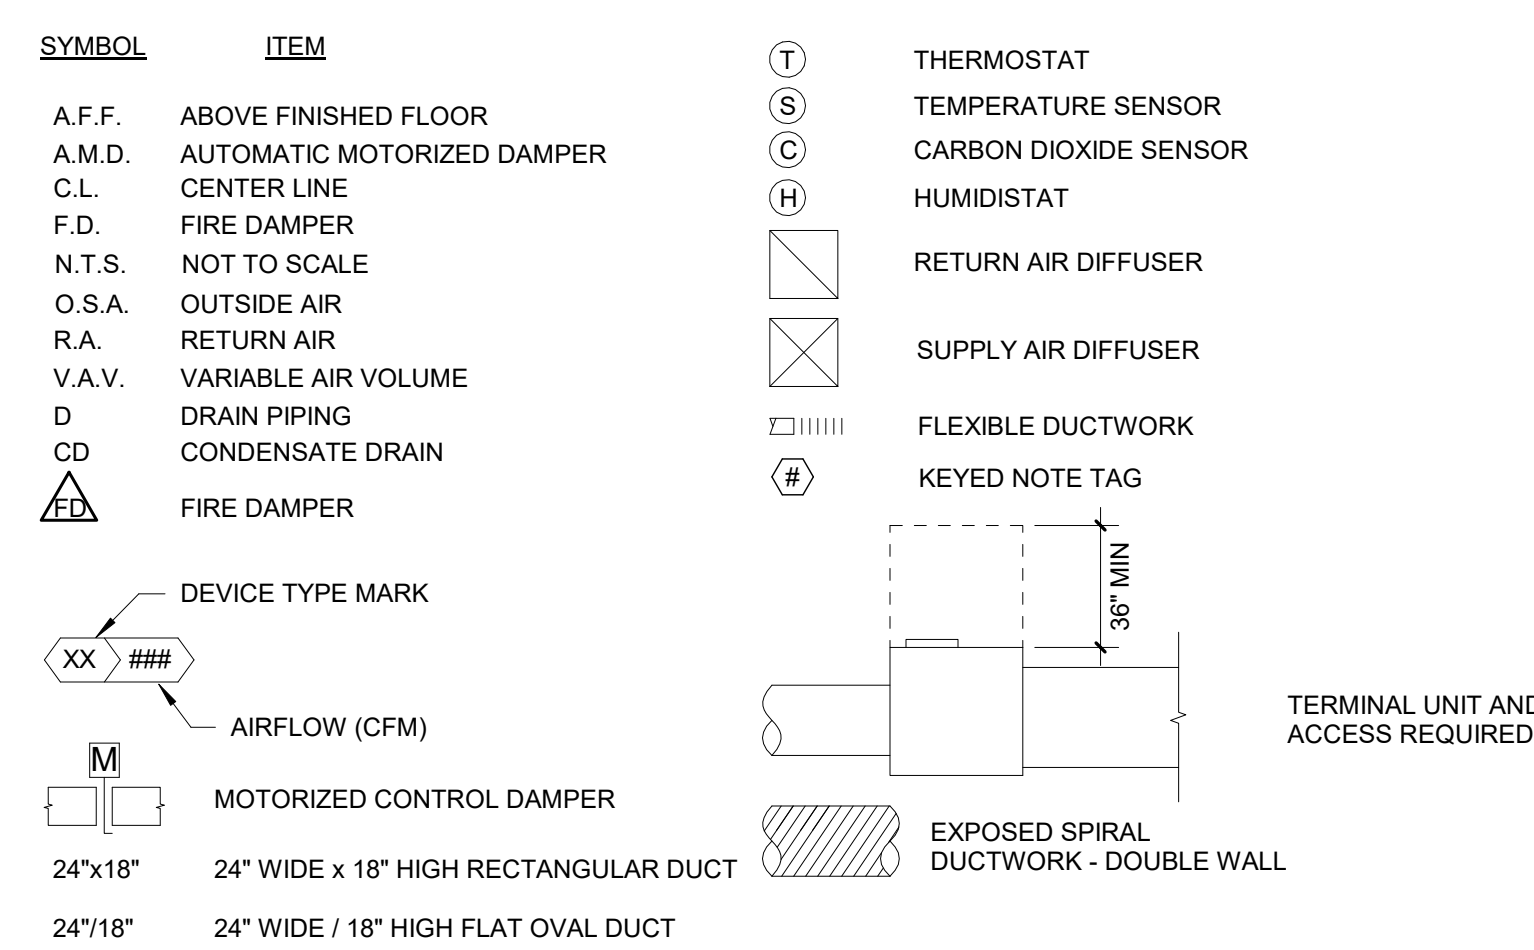 SYMBOL ITEM
A.F.F. ABOVE FINISHED FLOOR
A.M.D. AUTOMATIC MOTORIZED DAMPER
C.L. CENTER LINE
F.D. FIRE DAMPER
N.T.S. NOT TO SCALE
O.S.A. OUTSIDE AIR
R.A. RETURN AIR
V.A.V. VARIABLE AIR VOLUME
D DRAIN PIPING
CD CONDENSATE DRAIN
FD FIRE DAMPER
DEVICE TYPE MARK
XX ###
AIRFLOW (CFM)
M
MOTORIZED CONTROL DAMPER
24"x18" 24" WIDE x 18" HIGH RECTANGULAR DUCT
24"/18" 24" WIDE / 18" HIGH FLAT OVAL DUCT
T THERMOSTAT
S TEMPERATURE SENSOR
C CARBON DIOXIDE SENSOR
H HUMIDISTAT
RETURN AIR DIFFUSER
SUPPLY AIR DIFFUSER
FLEXIBLE DUCTWORK
# KEYED NOTE TAG
36" MIN
TERMINAL UNIT AND
ACCESS REQUIRED
EXPOSED SPIRAL
DUCTWORK - DOUBLE WALL